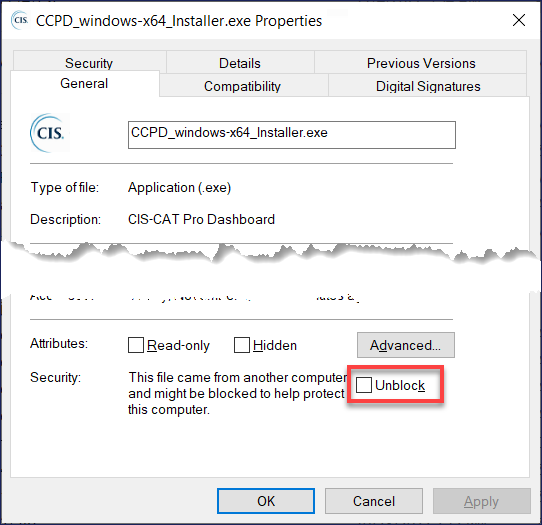 CIS. CCPD_windows-x64_Installer.exe Properties
Security Details Previous Versions
General Compatibility Digital Signatures
CIS. CCPD_windows-x64_Installer.exe
Type of file: Application (.exe)
Description: CIS-CAT Pro Dashboard
Attributes: Read-only Hidden Advanced...
Security: This file came from another computer
and might be blocked to help protect
this computer.
Unblock
OK Cancel Apply